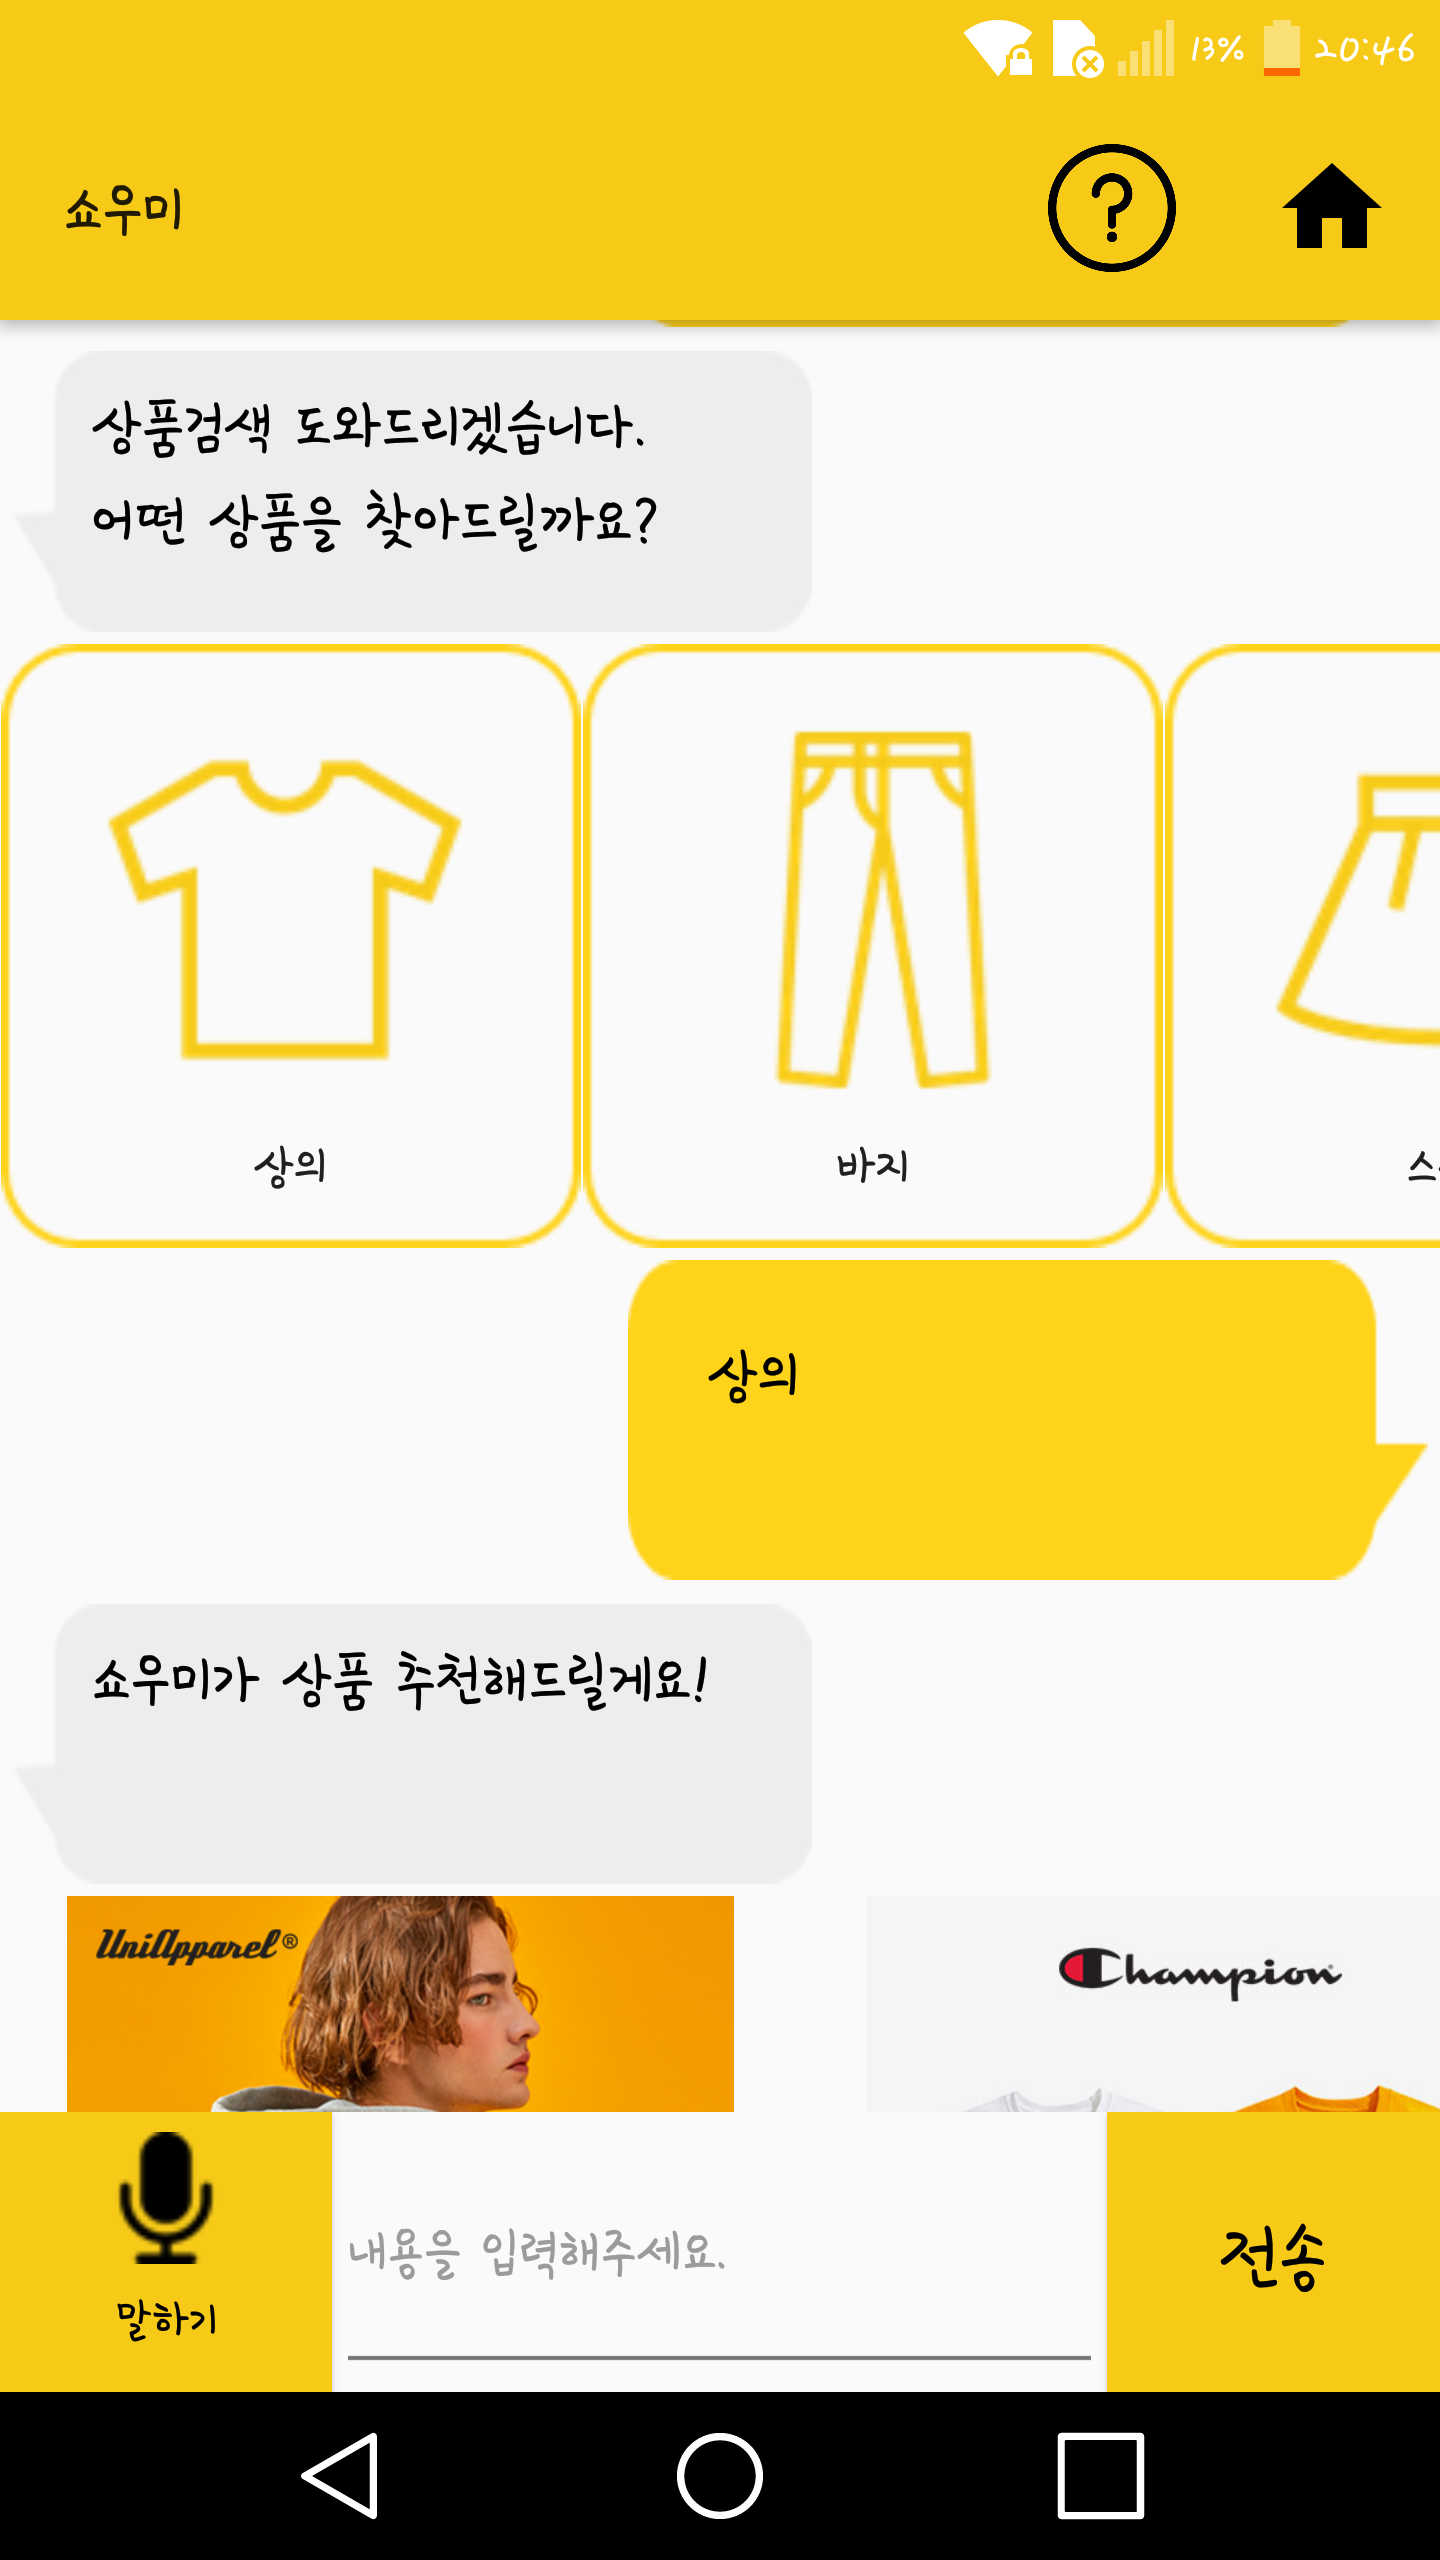 13% 20:46
쇼우미
상품검색 도와드리겠습니다.
어떤 상품을 찾아드릴까요?
상의
바지
상의
쇼우미가 상품 추천해드릴게요!
UniApparel®
Champion
말하기
내용을 입력해주세요.
전송